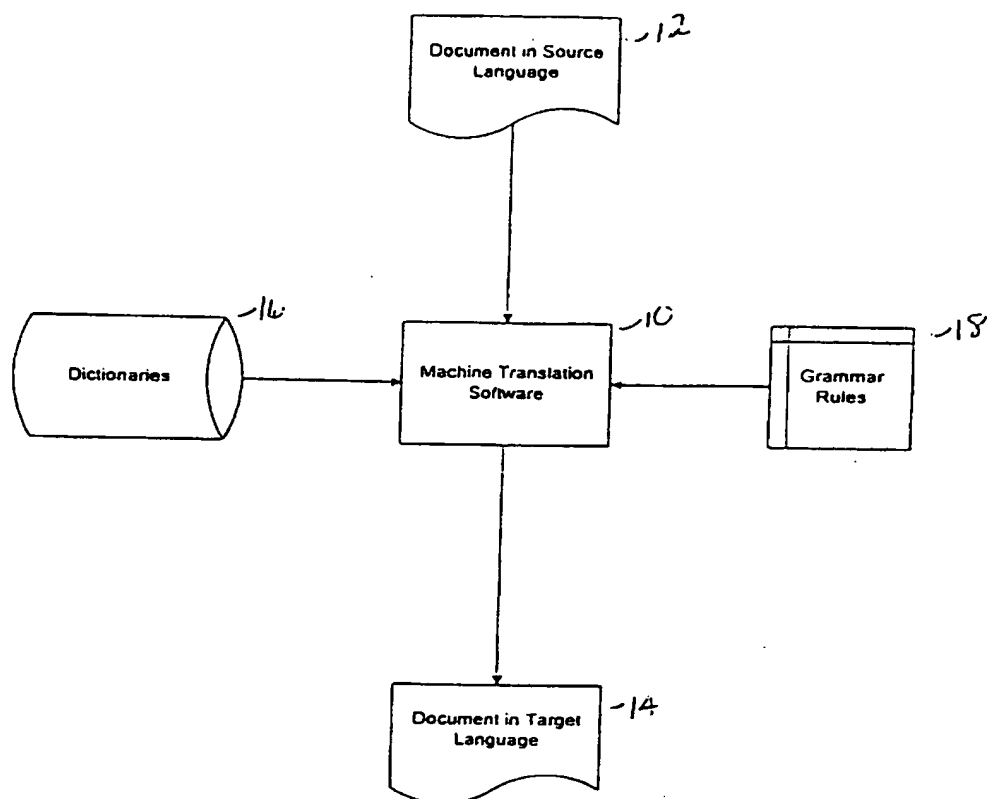 Document in Source
Language
12
Dictionaries
16
Machine Translation
Software
10
Grammar
Rules
18
Document in Target
Language
14